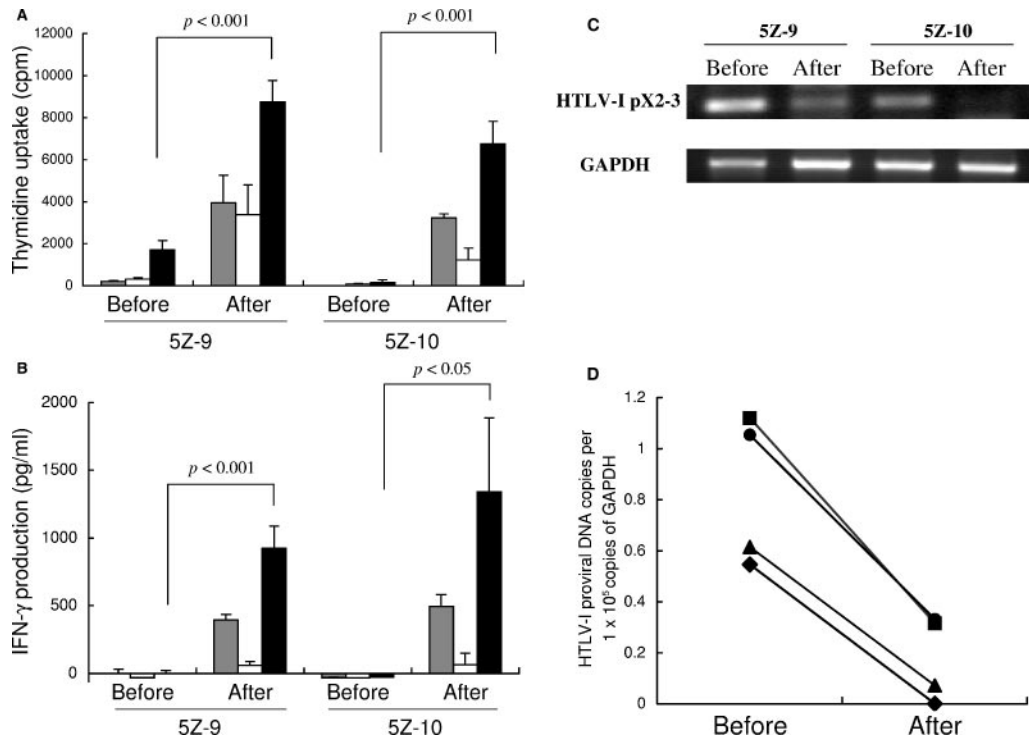 A
p < 0.001
p < 0.001
Thymidine uptake (cpm)
12000
10000
8000
6000
4000
2000
0
Before After Before After
5Z-9 5Z-10
B
p < 0.05
p < 0.001
IFN-γ production (pg/ml)
2000
1500
1000
500
0
Before After Before After
5Z-9 5Z-10
C
5Z-9 5Z-10
Before After Before After
HTLV-I pX2-3
GAPDH
D
HTLV-I proviral DNA copies per
1 x 10⁵ copies of GAPDH
1.2
1
0.8
0.6
0.4
0.2
0
Before After